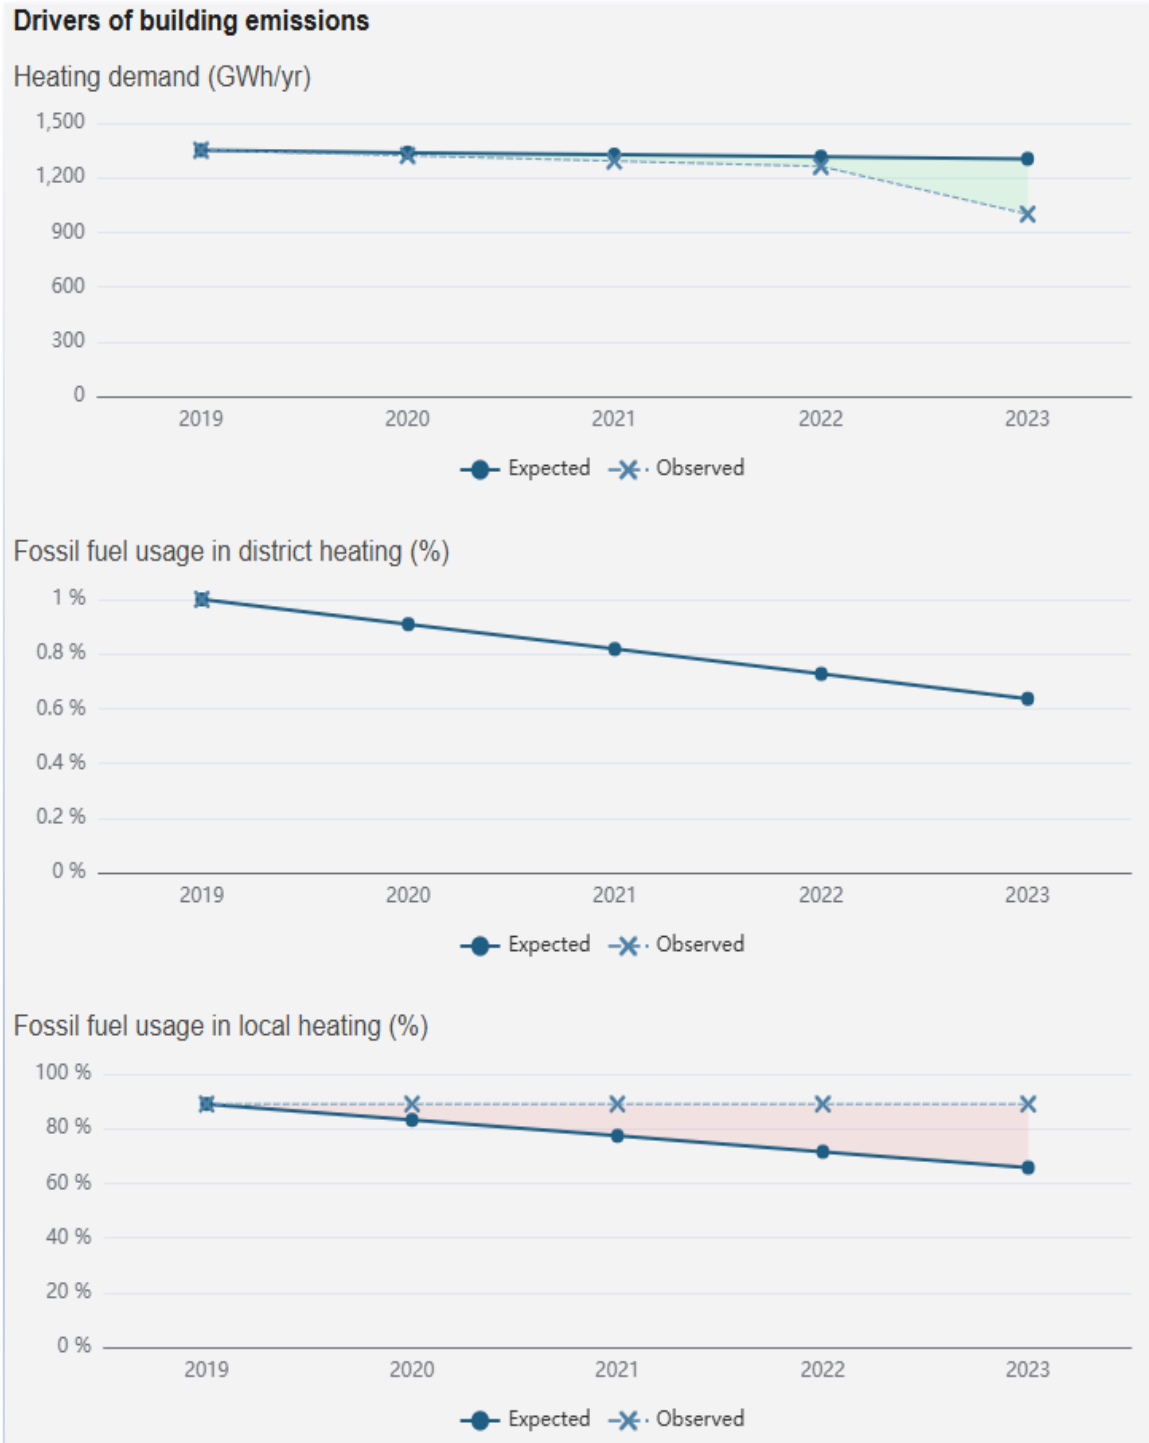 Drivers of building emissions
Heating demand (GWh/yr)
1,500
1,200
900
600
300
0
2019 2020 2021 2022 2023
Expected Observed
Fossil fuel usage in district heating (%)
1 %
0.8 %
0.6 %
0.4 %
0.2 %
0 %
2019 2020 2021 2022 2023
Expected Observed
Fossil fuel usage in local heating (%)
100 %
80 %
60 %
40 %
20 %
0 %
2019 2020 2021 2022 2023
Expected Observed